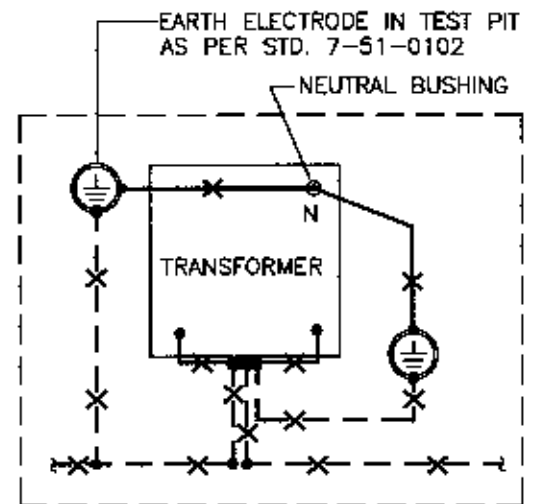 EARTH ELECTRODE IN TEST PIT
AS PER STD. 7-51-0102
NEUTRAL BUSHING
N
TRANSFORMER